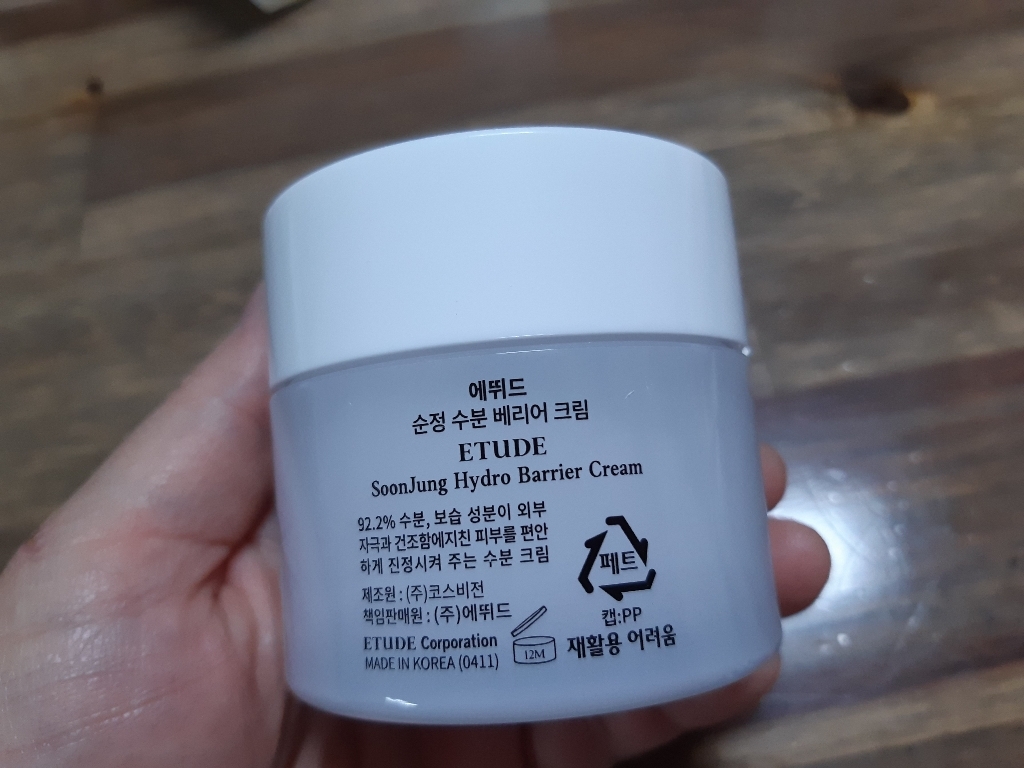 에뛰드
순정 수분 베리어 크림
ETUDE
SoonJung Hydro Barrier Cream
92.2% 수분, 보습 성분이 외부
자극과 건조함에지친 피부를 편안
하게 진정시켜 주는 수분 크림
제조원 : (주)코스비전
책임판매원 : (주)에뛰드
ETUDE Corporation
MADE IN KOREA (0411)
12M
페트
캡:PP
재활용 어려움